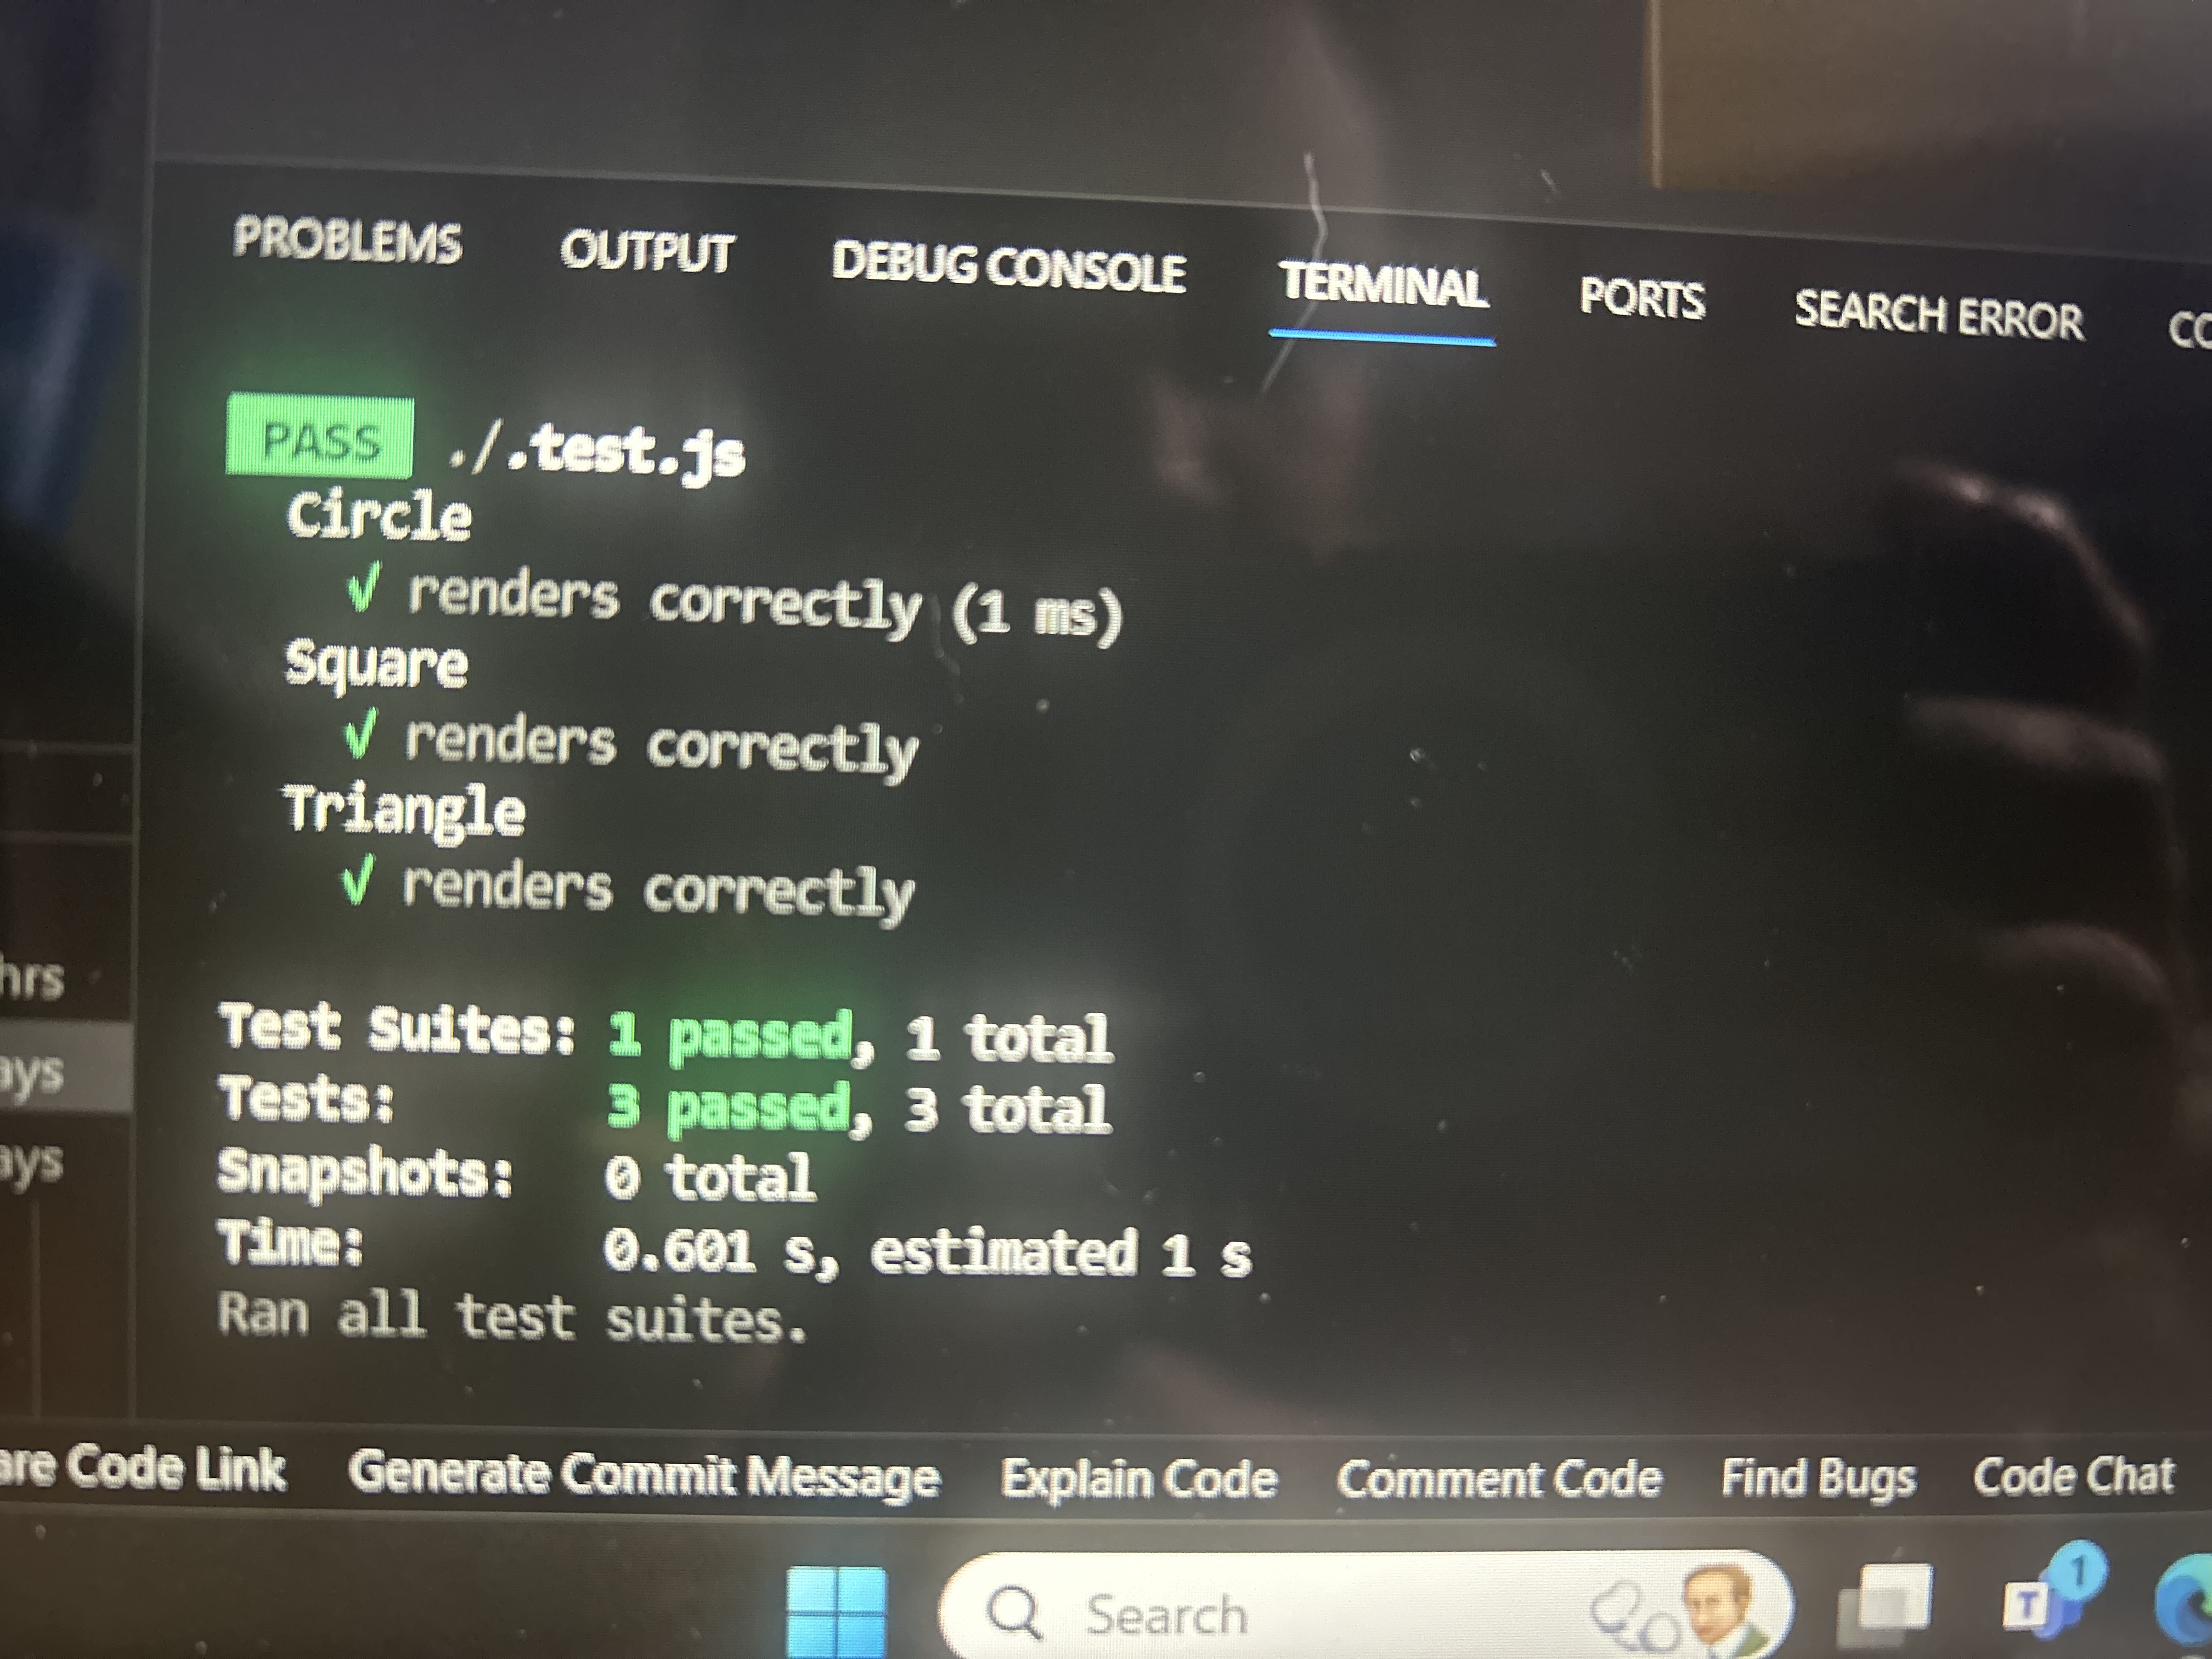 PROBLEMS OUTPUT DEBUG CONSOLE TERMINAL PORTS SEARCH ERROR CO
PASS ./.test.js
Circle
√ renders correctly (1 ms)
Square
√ renders correctly
Triangle
√ renders correctly
hrs
ays
ays
Test Suites: 1 passed, 1 total
Tests: 3 passed, 3 total
Snapshots: 0 total
Time: 0.601 s, estimated 1 s
Ran all test suites.
are Code Link Generate Commit Message Explain Code Comment Code Find Bugs Code Chat
Search
T 1